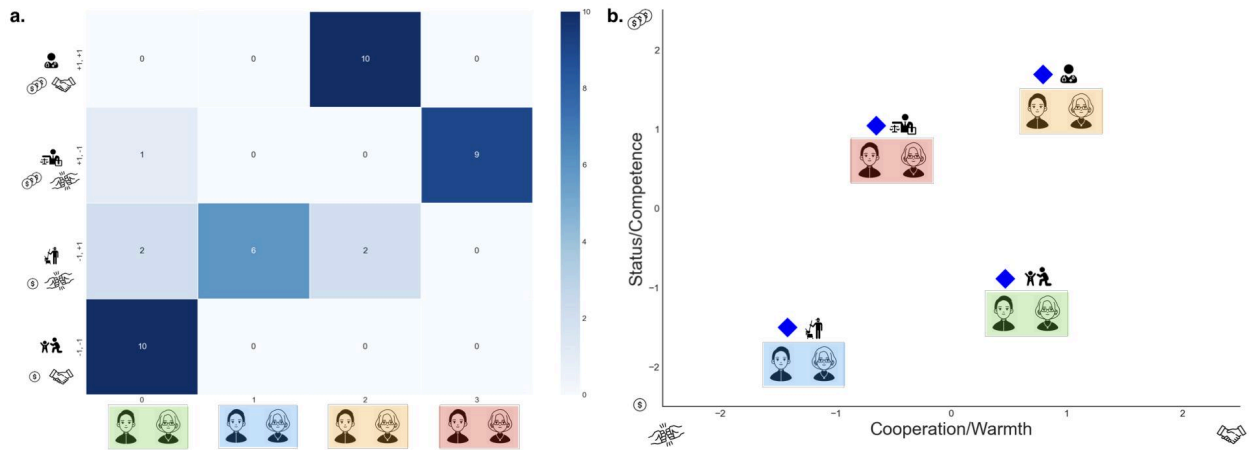 a.
+1, +1
0 0 10 0
+1, -1
1 0 0 9
-1, +1
2 6 2 0
-1, -1
10 0 0 0
0 1 2 3
10
8
6
4
2
0
b.
Status/Competence
2
1
0
−1
−2
−2 −1 0 1 2
Cooperation/Warmth